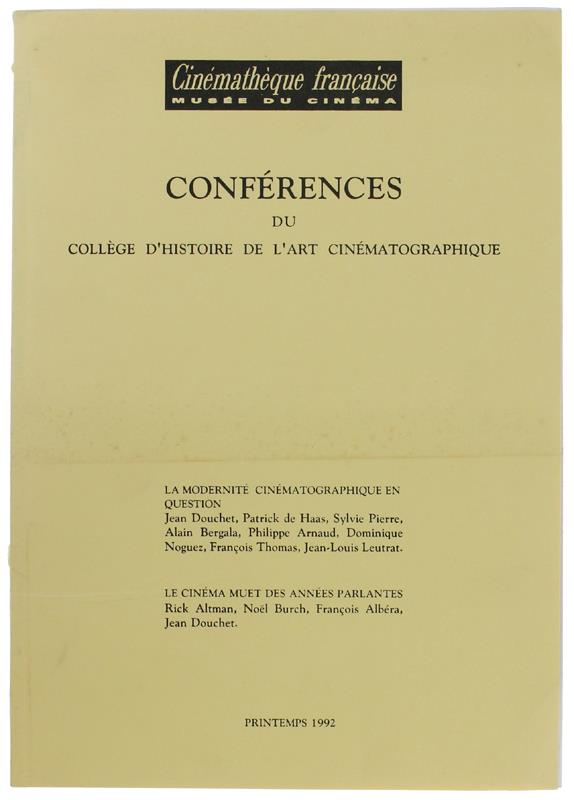 Cinémathèque française
MUSÉE DU CINÉMA
CONFÉRENCES
DU
COLLÈGE D'HISTOIRE DE L'ART CINÉMATOGRAPHIQUE
LA MODERNITÉ CINÉMATOGRAPHIQUE EN
QUESTION
Jean Douchet, Patrick de Haas, Sylvie Pierre,
Alain Bergala, Philippe Arnaud, Dominique
Noguez, François Thomas, Jean-Louis Leutrat.
LE CINÉMA MUET DES ANNÉES PARLANTES
Rick Altman, Noël Burch, François Albéra,
Jean Douchet.
PRINTEMPS 1992